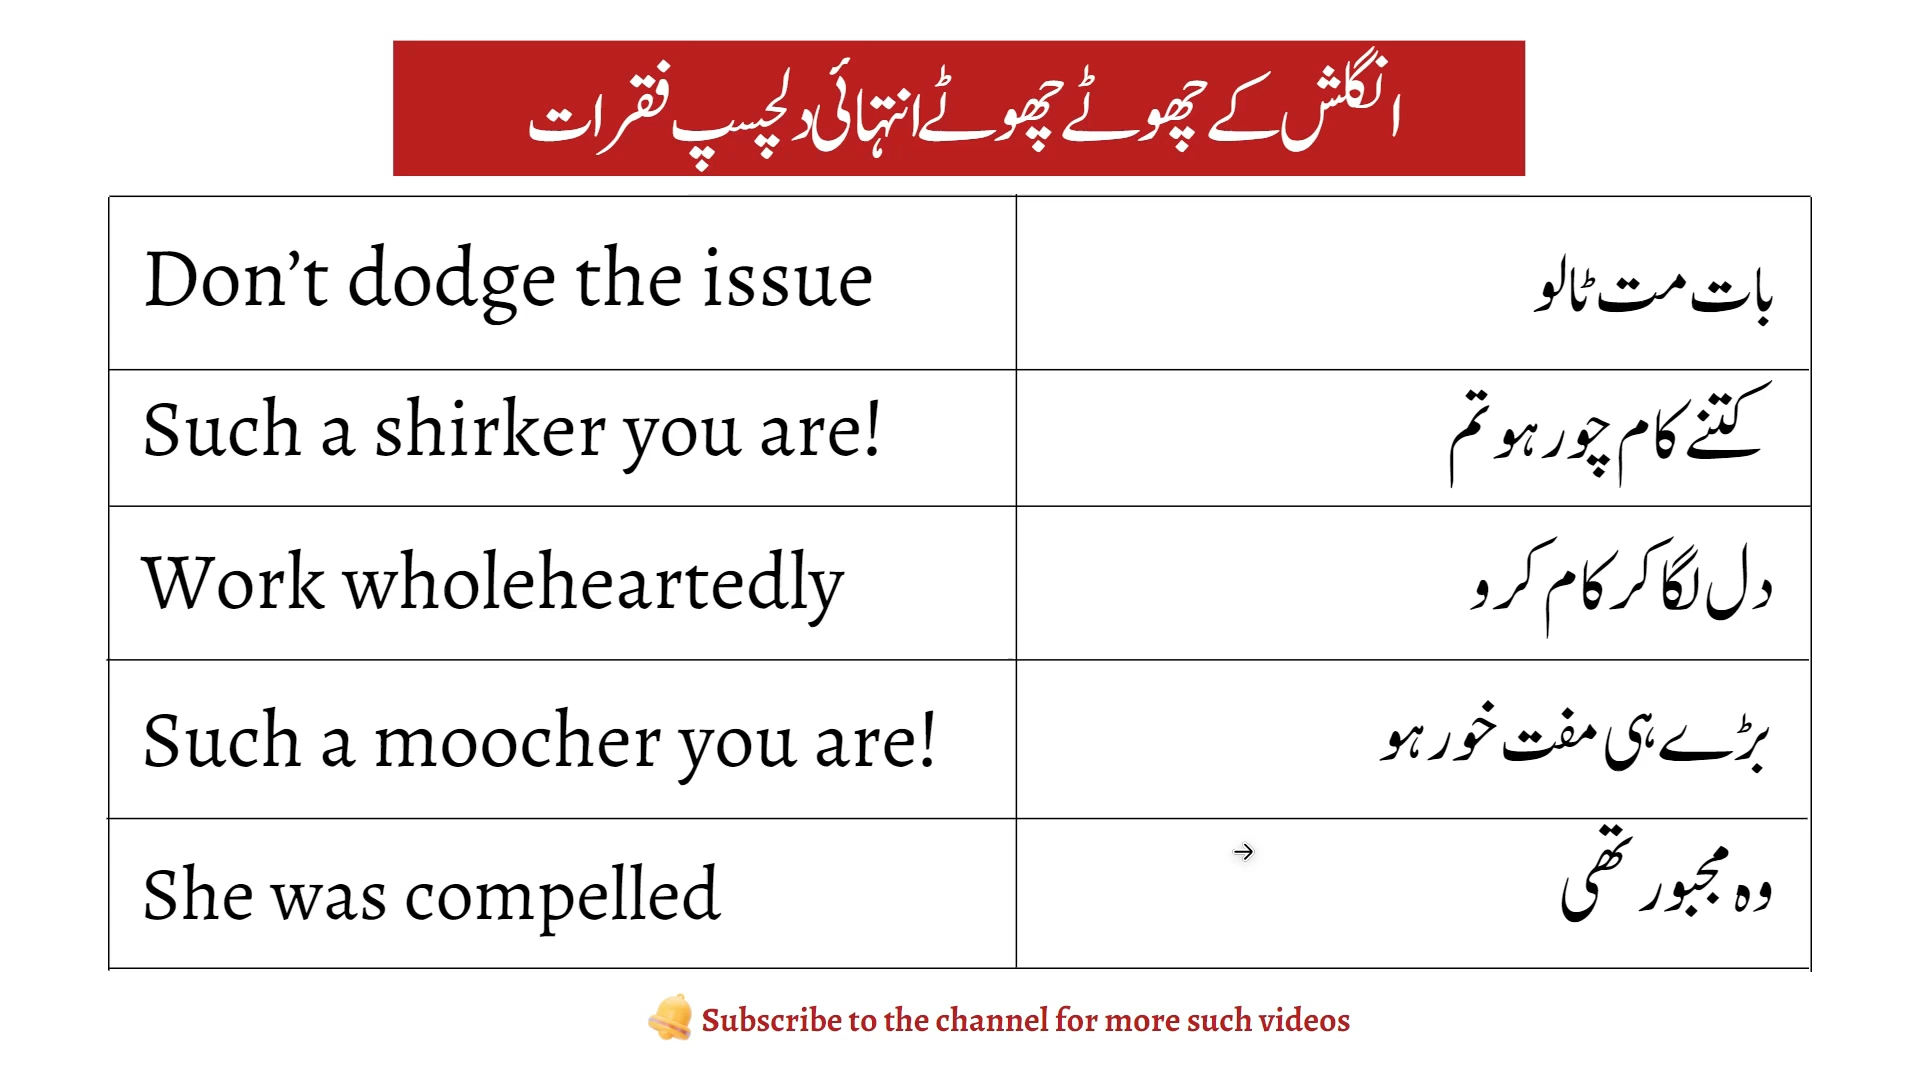 انگلش کے چھوٹے چھوٹے انتہائی دلچسپ فقرات
Don’t dodge the issue
بات مت ٹالو
Such a shirker you are!
کتنے کام چور ہو تم
Work wholeheartedly
دل لگا کر کام کرو
Such a moocher you are!
بڑے ہی مفت خور ہو
She was compelled
وہ مجبور تھی
Subscribe to the channel for more such videos